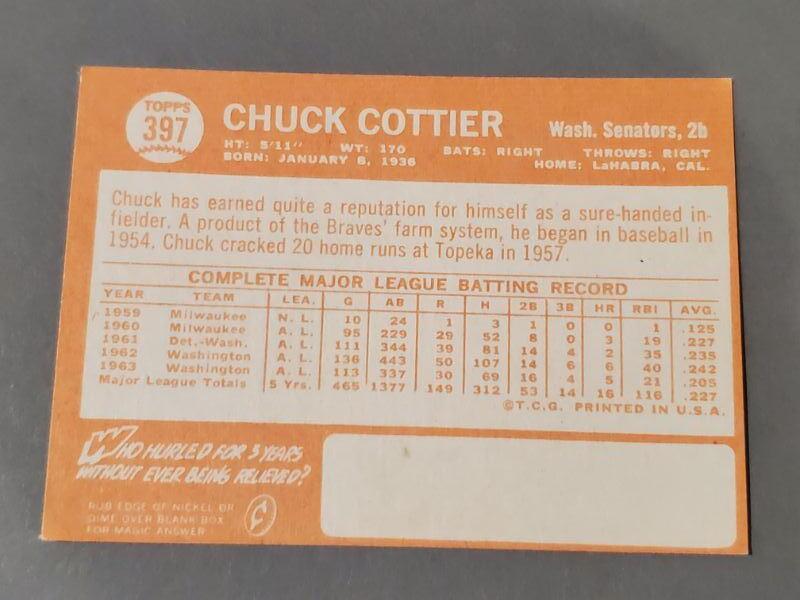 TOPPS
397
CHUCK COTTIER
Wash. Senators, 2b
HT: 5'11" WT: 170 BATS: RIGHT THROWS: RIGHT
BORN: JANUARY 8, 1936 HOME: LaHABRA, CAL.
Chuck has earned quite a reputation for himself as a sure-handed in-
fielder. A product of the Braves' farm system, he began in baseball in
1954. Chuck cracked 20 home runs at Topeka in 1957.
COMPLETE MAJOR LEAGUE BATTING RECORD
YEAR TEAM LEA. G AB R H 2B 3B HR RBI AVG.
1959 Milwaukee N. L. 10 24 1 3 1 0 0 1 .125
1960 Milwaukee A. L. 95 229 29 52 8 0 3 19 .227
1961 Det.-Wash. A. L. 111 344 39 81 14 4 2 35 .235
1962 Washington A. L. 136 443 50 107 14 6 6 40 .242
1963 Washington A. L. 113 337 30 69 16 4 5 21 .205
Major League Totals 5 Yrs. 465 1377 149 312 53 14 16 116 .227
©T.C.G. PRINTED IN U.S.A.
WHO HURLED FOR 3 YEARS
WITHOUT EVER BEING RELIEVED?
RUB EDGE OF NICKEL OR
DIME OVER BLANK BOX
FOR MAGIC ANSWER